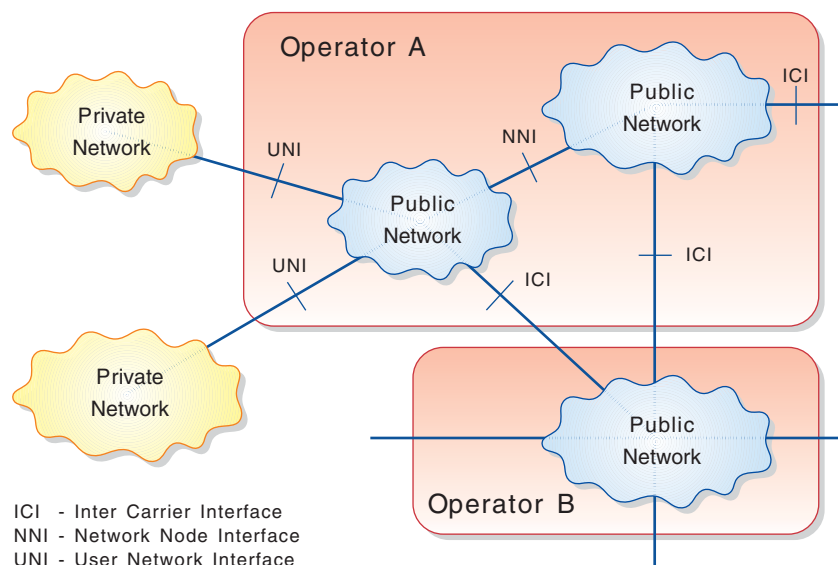 Operator A
ICI
Public
Network
Private
Network
UNI
NNI
Public
Network
UNI
ICI
ICI
Private
Network
Public
Network
Operator B
ICI - Inter Carrier Interface
NNI - Network Node Interface
UNI - User Network Interface